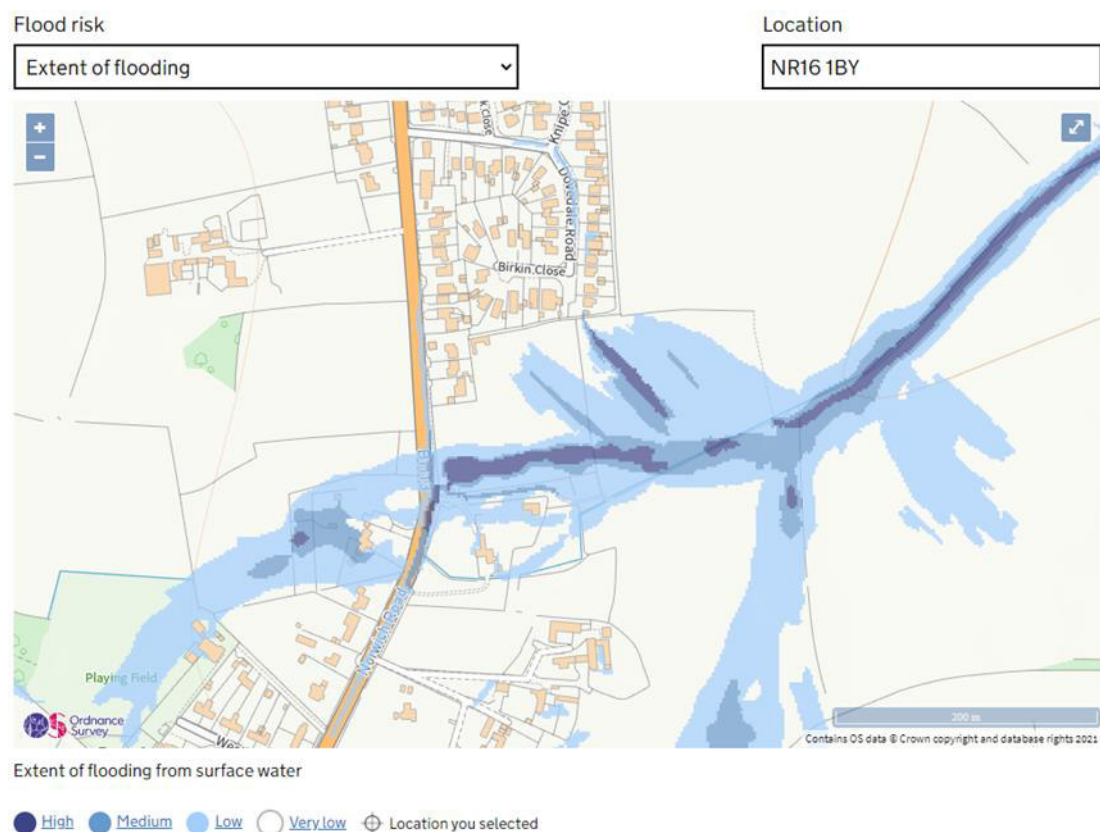 Flood risk
Location
Extent of flooding
NR16 1BY
+
−
Knipe
Close
Dovedale Road
Birkin Close
Norwich Road
Playing Field
Ordnance
Survey
200 m
Contains OS data © Crown copyright and database rights 2021
Extent of flooding from surface water
High Medium Low Very low Location you selected